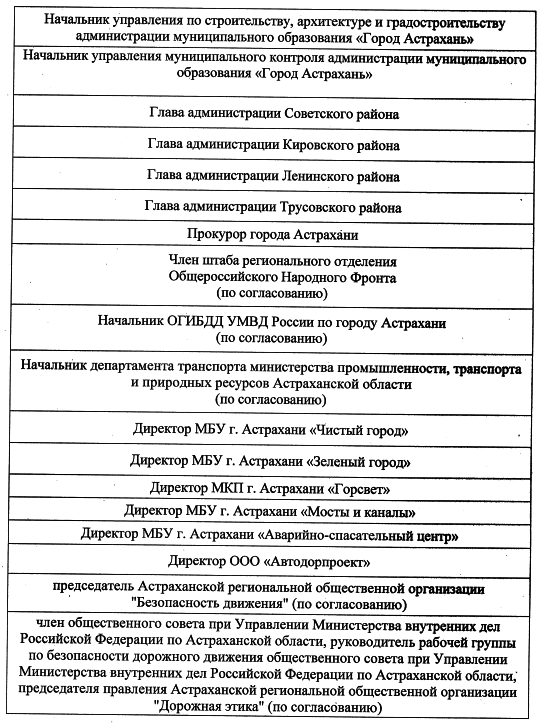 Начальник управления по строительству, архитектуре и градостроительству
администрации муниципального образования «Город Астрахань»
Начальник управления муниципального контроля администрации муниципального
образования «Город Астрахань»
Глава администрации Советского района
Глава администрации Кировского района
Глава администрации Ленинского района
Глава администрации Трусовского района
Прокурор города Астрахани
Член штаба регионального отделения
Общероссийского Народного Фронта
(по согласованию)
Начальник ОГИБДД УМВД России по городу Астрахани
(по согласованию)
Начальник департамента транспорта министерства промышленности, транспорта
и природных ресурсов Астраханской области
(по согласованию)
Директор МБУ г. Астрахани «Чистый город»
Директор МБУ г. Астрахани «Зеленый город»
Директор МКП г. Астрахани «Горсвет»
Директор МБУ г. Астрахани «Мосты и каналы»
Директор МБУ г. Астрахани «Аварийно-спасательный центр»
Директор ООО «Автодорпроект»
председатель Астраханской региональной общественной организации
"Безопасность движения" (по согласованию)
член общественного совета при Управлении Министерства внутренних дел
Российской Федерации по Астраханской области, руководитель рабочей группы
по безопасности дорожного движения общественного совета при Управлении
Министерства внутренних дел Российской Федерации по Астраханской области,
председателя правления Астраханской региональной общественной организации
"Дорожная этика" (по согласованию)